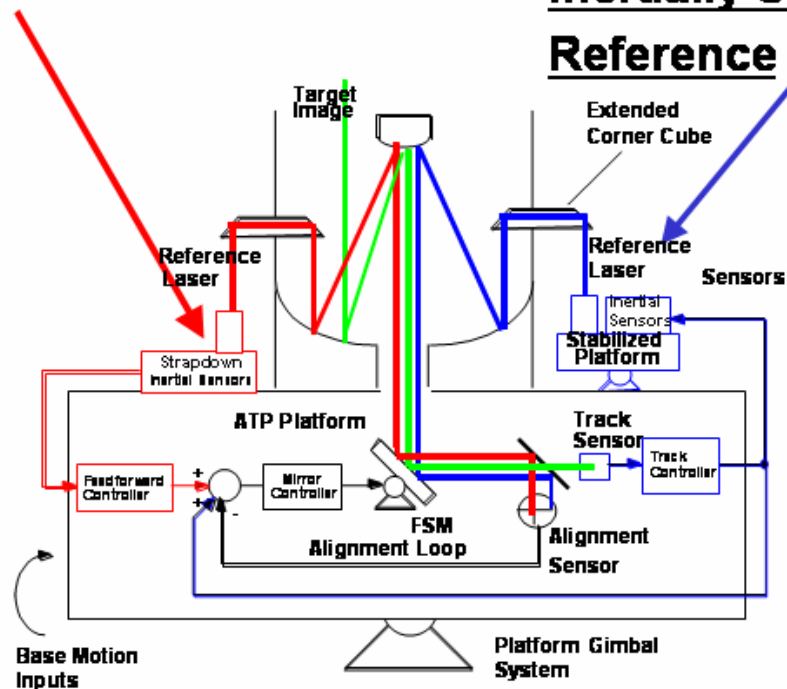 Reference
Target
Image
Extended
Corner Cube
Reference
Laser
Reference
Laser
Sensors
Inertial
Sensors
Stabilized
Platform
Strapdown
Inertial Sensors
ATP Platform
Track
Sensor
Track
Controller
Feedforward
Controller
+
+
-
Mirror
Controller
FSM
Alignment Loop
Alignment
Sensor
Base Motion
Inputs
Platform Gimbal
System